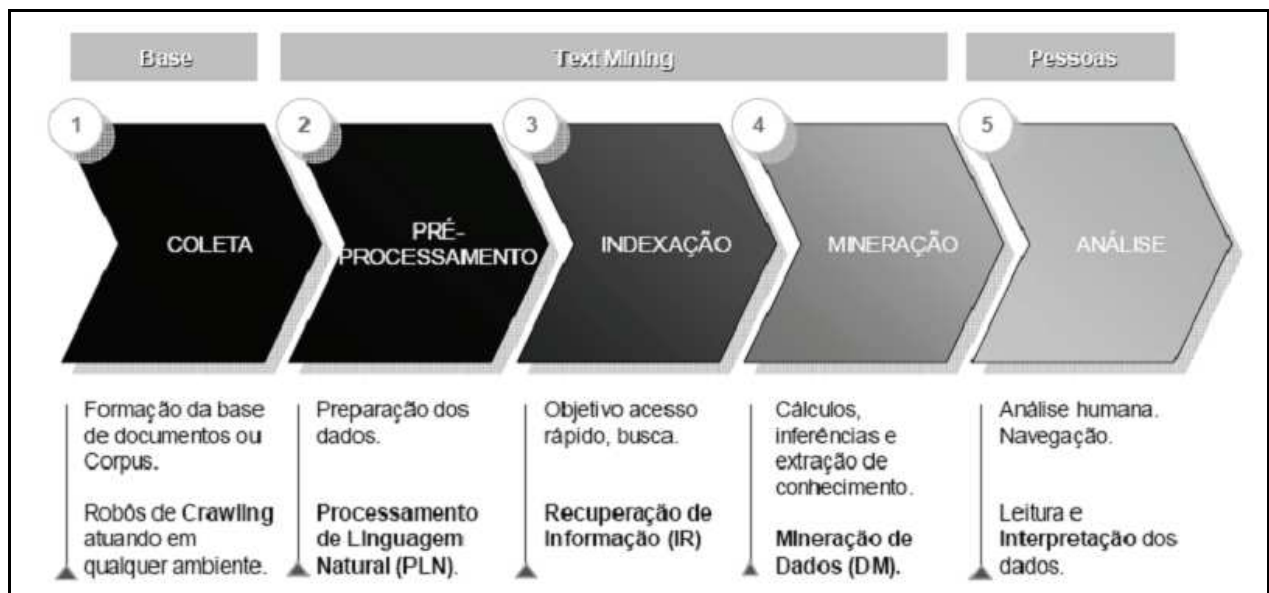 Base
Text Mining
Pessoas
1
2
3
4
5
COLETA
PRÉ-
PROCESSAMENTO
INDEXAÇÃO
MINERAÇÃO
ANÁLISE
Formação da base
de documentos ou
Corpus.
Robôs de Crawling
atuando em
qualquer ambiente.
Preparação dos
dados.
Processamento
de Linguagem
Natural (PLN).
Objetivo acesso
rápido, busca.
Recuperação de
Informação (IR)
Cálculos,
inferências e
extração de
conhecimento.
Mineração de
Dados (DM).
Análise humana.
Navegação.
Leitura e
Interpretação dos
dados.